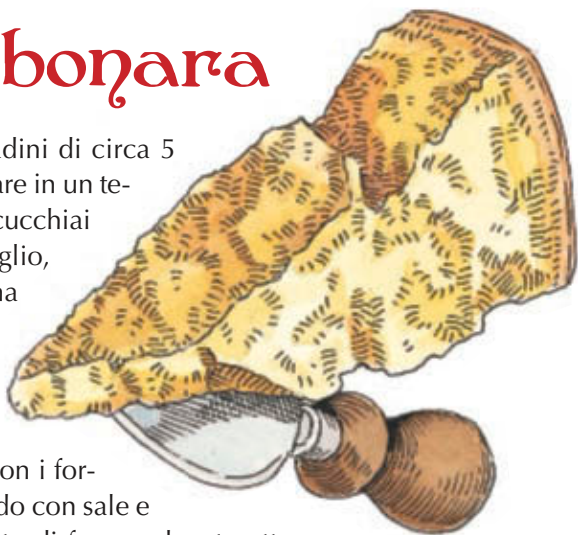 bonara
dini di circa 5
are in un te-
cucchiai
glio,
na
on i for-
do con sale e